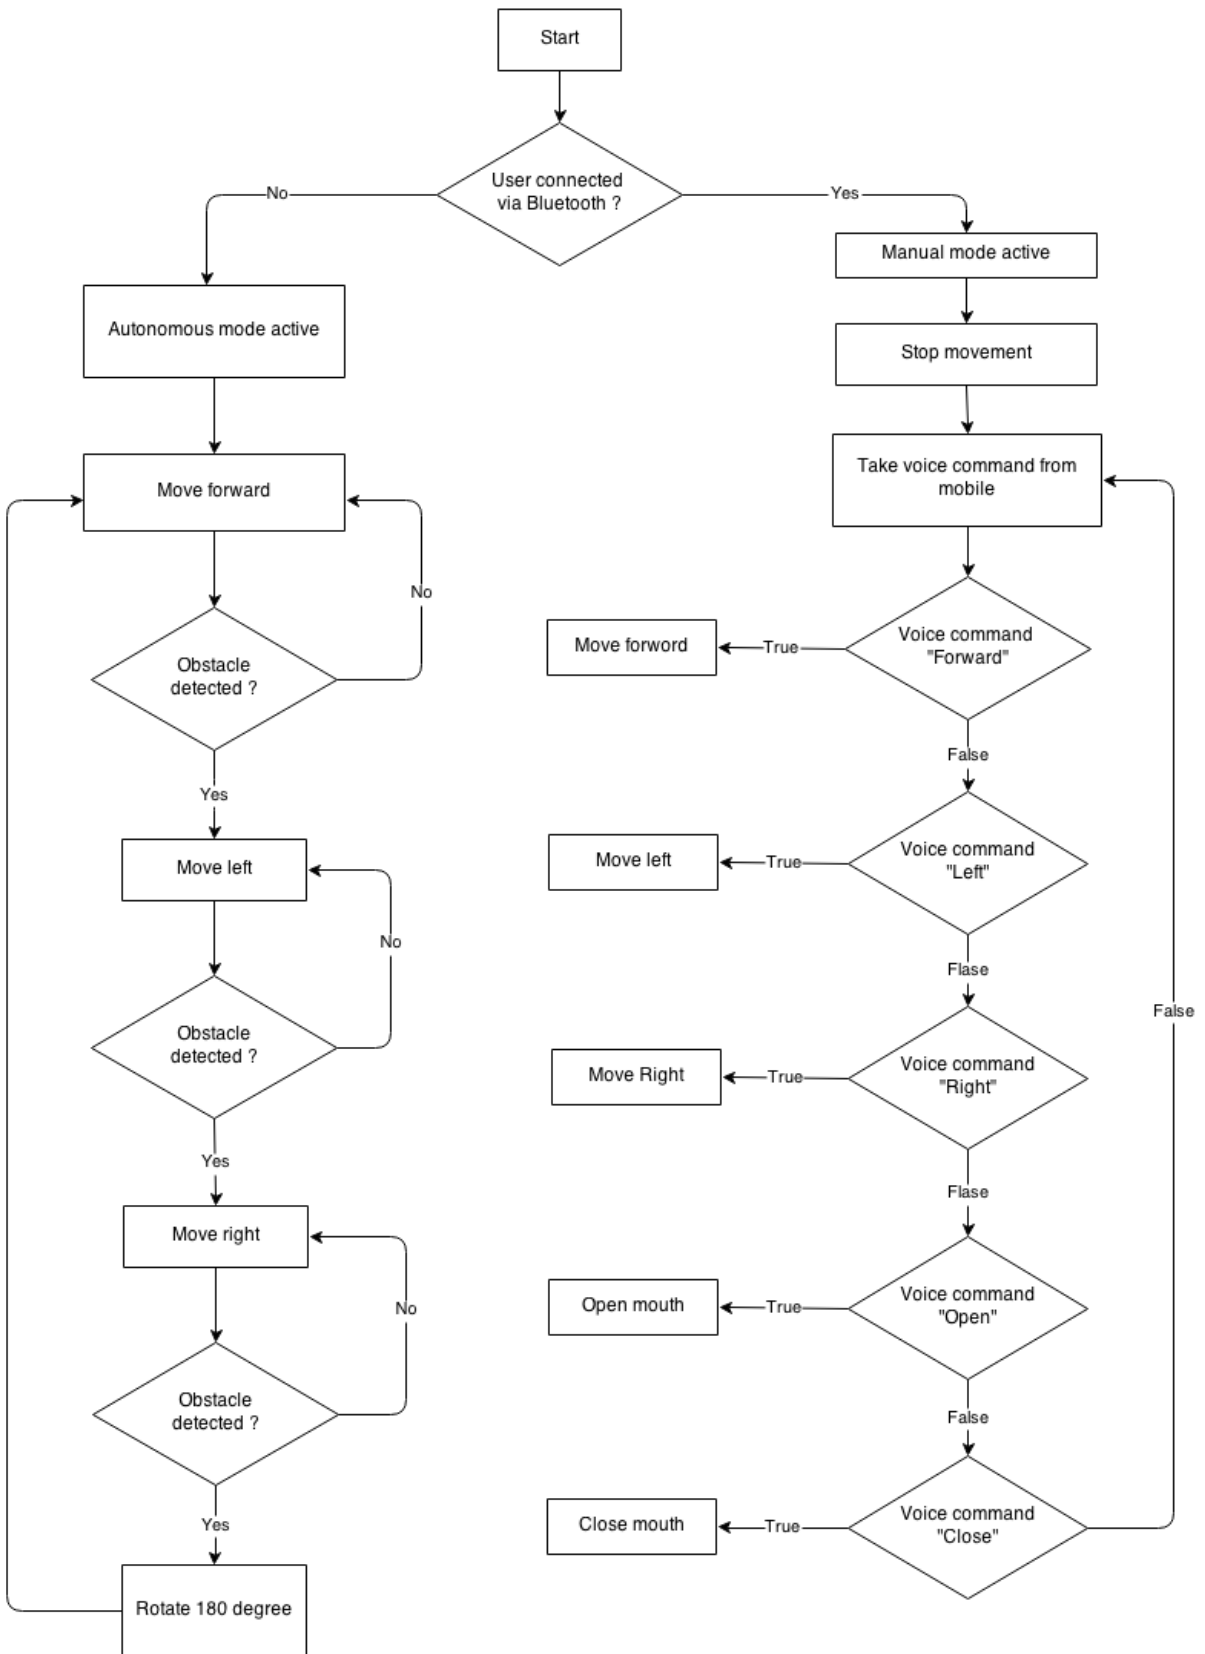 Start
User connected
via Bluetooth ?
No
Yes
Autonomous mode active
Manual mode active
Stop movement
Move forward
Take voice command from
mobile
No
Obstacle
detected ?
Voice command
"Forward"
True
Move forword
False
Yes
Move left
Voice command
"Left"
True
Move left
No
Flase
Obstacle
detected ?
Voice command
"Right"
True
Move Right
False
Yes
Flase
Move right
Voice command
"Open"
True
Open mouth
No
False
Obstacle
detected ?
Voice command
"Close"
True
Close mouth
Yes
Rotate 180 degree